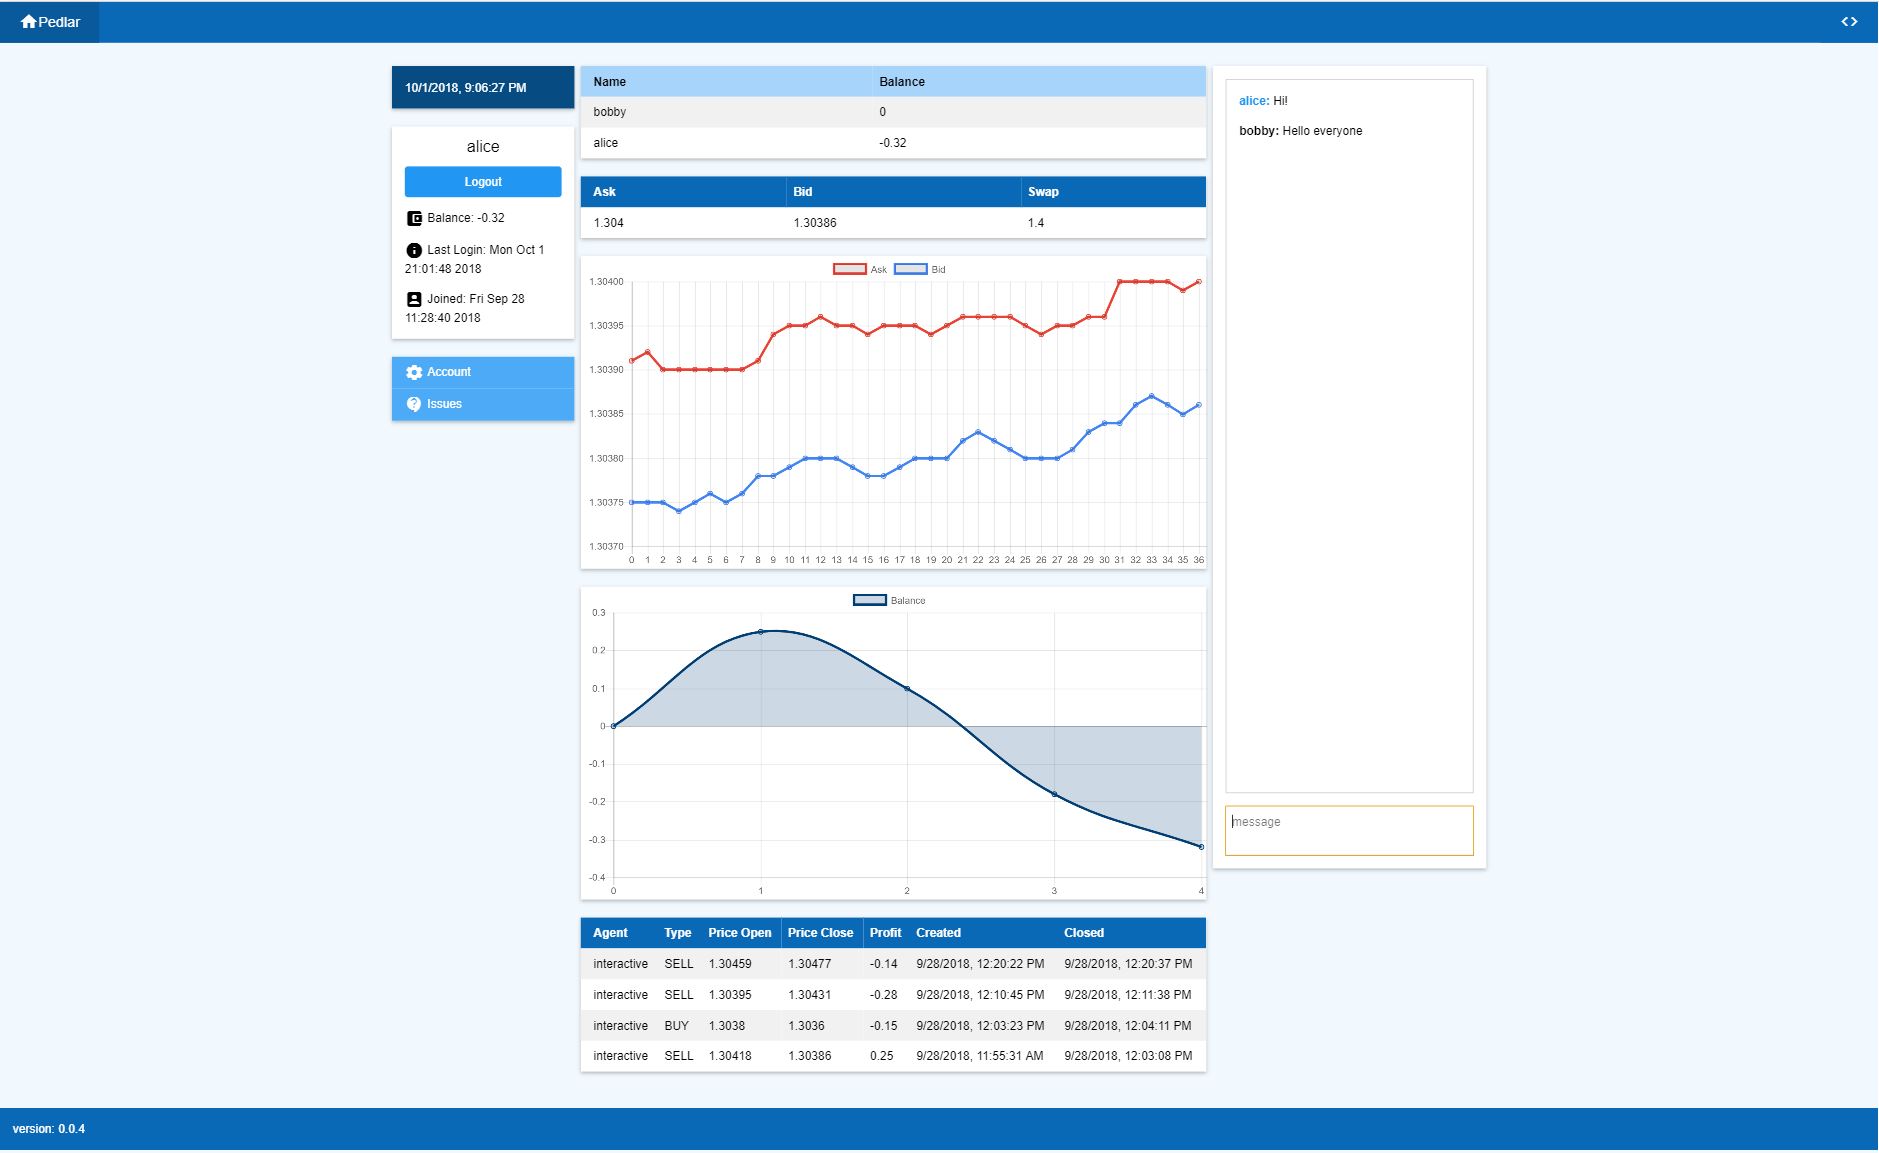 Pedlar
<>
10/1/2018, 9:06:27 PM
alice
Logout
Balance: -0.32
Last Login: Mon Oct 1
21:01:48 2018
Joined: Fri Sep 28
11:28:40 2018
Account
Issues
Name Balance
bobby 0
alice -0.32
Ask Bid Swap
1.304 1.30386 1.4
Ask Bid
1.30400
1.30395
1.30390
1.30385
1.30380
1.30375
1.30370
0 1 2 3 4 5 6 7 8 9 10 11 12 13 14 15 16 17 18 19 20 21 22 23 24 25 26 27 28 29 30 31 32 33 34 35 36
Balance
0.3
0.2
0.1
0
-0.1
-0.2
-0.3
-0.4
0 1 2 3 4
Agent Type Price Open Price Close Profit Created Closed
interactive SELL 1.30459 1.30477 -0.14 9/28/2018, 12:20:22 PM 9/28/2018, 12:20:37 PM
interactive SELL 1.30395 1.30431 -0.28 9/28/2018, 12:10:45 PM 9/28/2018, 12:11:38 PM
interactive BUY 1.3038 1.3036 -0.15 9/28/2018, 12:03:23 PM 9/28/2018, 12:04:11 PM
interactive SELL 1.30418 1.30386 0.25 9/28/2018, 11:55:31 AM 9/28/2018, 12:03:08 PM
alice: Hi!
bobby: Hello everyone
message
version: 0.0.4